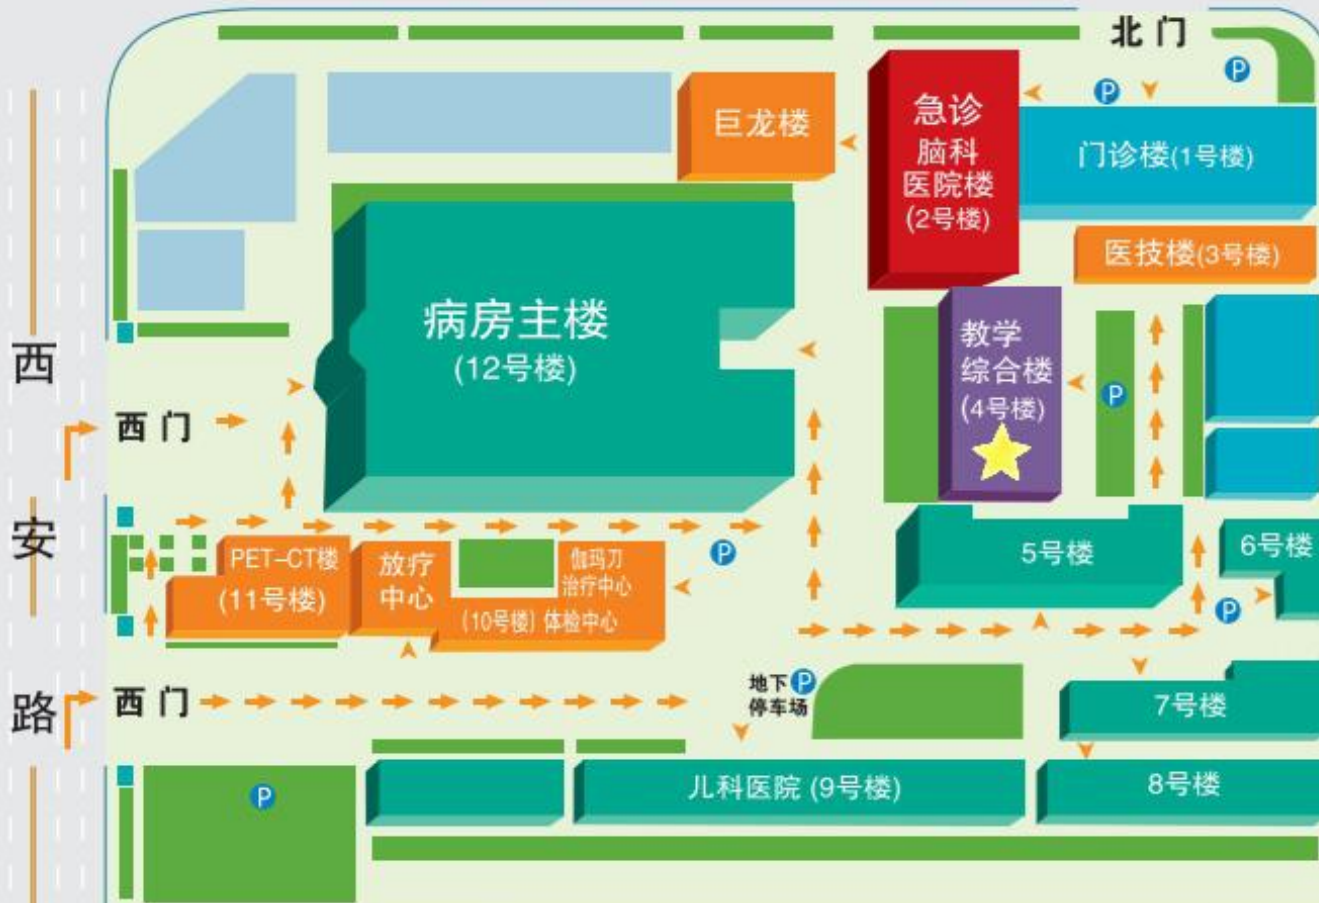 北门
P
P
急诊
脑科
医院楼
(2号楼)
巨龙楼
门诊楼(1号楼)
医技楼(3号楼)
病房主楼
(12号楼)
教学
综合楼
(4号楼)
P
西安路
西门
PET-CT楼
(11号楼)
放疗
中心
伽玛刀
治疗中心
(10号楼) 体检中心
P
5号楼
6号楼
P
西门
地下P
停车场
7号楼
P
儿科医院 (9号楼)
8号楼